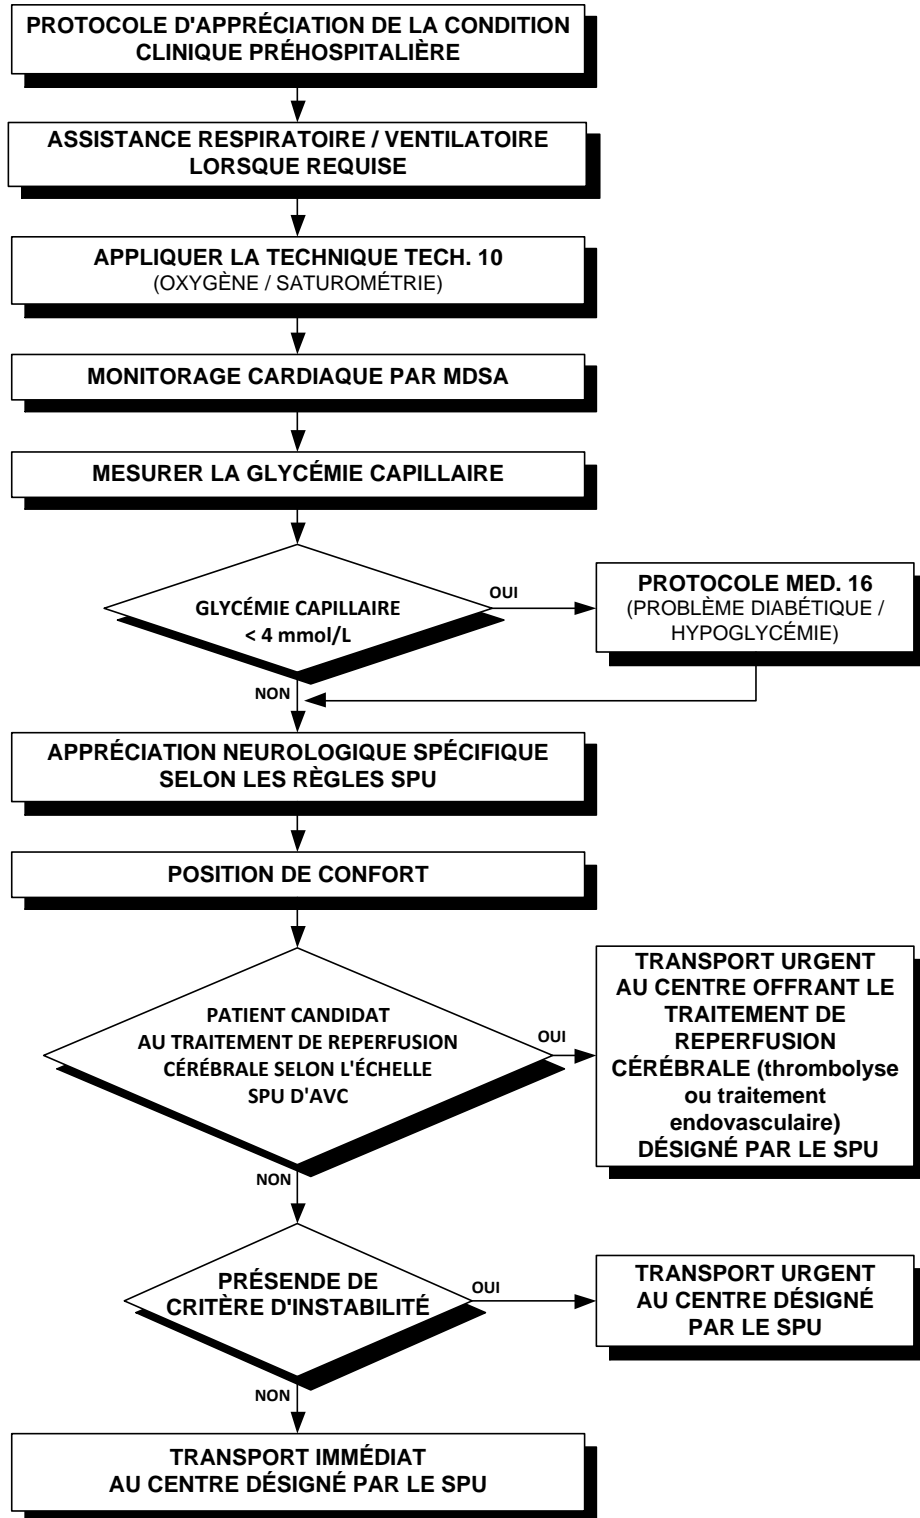 PROTOCOLE D'APPRÉCIATION DE LA CONDITION
CLINIQUE PRÉHOSPITALIÈRE
ASSISTANCE RESPIRATOIRE / VENTILATOIRE
LORSQUE REQUISE
APPLIQUER LA TECHNIQUE TECH. 10
(OXYGÈNE / SATUROMÉTRIE)
MONITORAGE CARDIAQUE PAR MDSA
MESURER LA GLYCÉMIE CAPILLAIRE
GLYCÉMIE CAPILLAIRE
< 4 mmol/L
OUI
PROTOCOLE MED. 16
(PROBLÈME DIABÉTIQUE /
HYPOGLYCÉMIE)
NON
APPRÉCIATION NEUROLOGIQUE SPÉCIFIQUE
SELON LES RÈGLES SPU
POSITION DE CONFORT
PATIENT CANDIDAT
AU TRAITEMENT DE REPERFUSION
CÉRÉBRALE SELON L'ÉCHELLE
SPU D'AVC
OUI
TRANSPORT URGENT
AU CENTRE OFFRANT LE
TRAITEMENT DE
REPERFUSION
CÉRÉBRALE (thrombolyse
ou traitement
endovasculaire)
DÉSIGNÉ PAR LE SPU
NON
PRÉSENDE DE
CRITÈRE D'INSTABILITÉ
OUI
TRANSPORT URGENT
AU CENTRE DÉSIGNÉ
PAR LE SPU
NON
TRANSPORT IMMÉDIAT
AU CENTRE DÉSIGNÉ PAR LE SPU